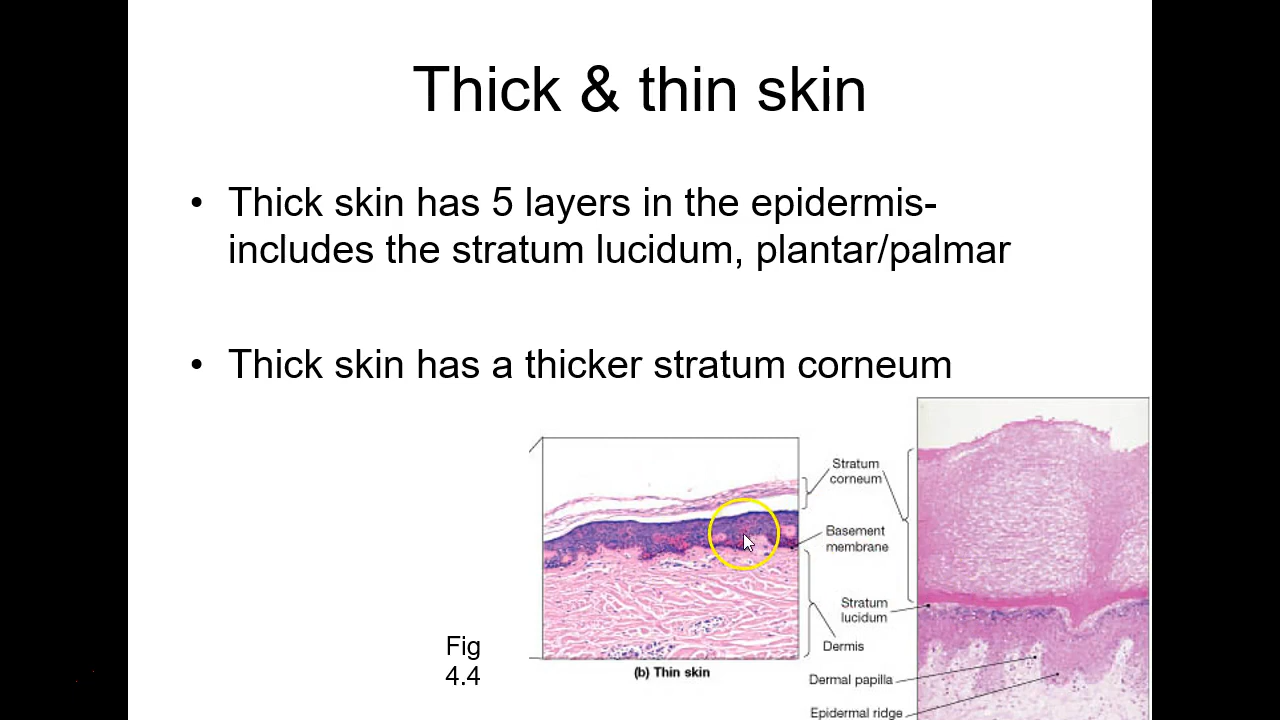 Thick & thin skin
• Thick skin has 5 layers in the epidermis-
includes the stratum lucidum, plantar/palmar
• Thick skin has a thicker stratum corneum
Stratum
corneum
Basement
membrane
Stratum
lucidum
Dermis
Dermal papilla
Epidermal ridge
(b) Thin skin
Fig
4.4